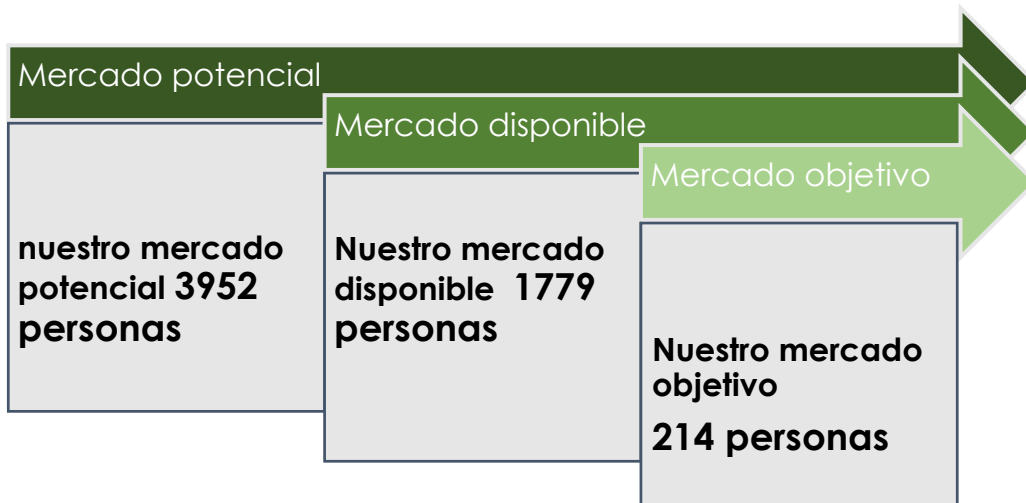 Mercado potencial
nuestro mercado
potencial 3952
personas
Mercado disponible
Nuestro mercado
disponible 1779
personas
Mercado objetivo
Nuestro mercado
objetivo
214 personas